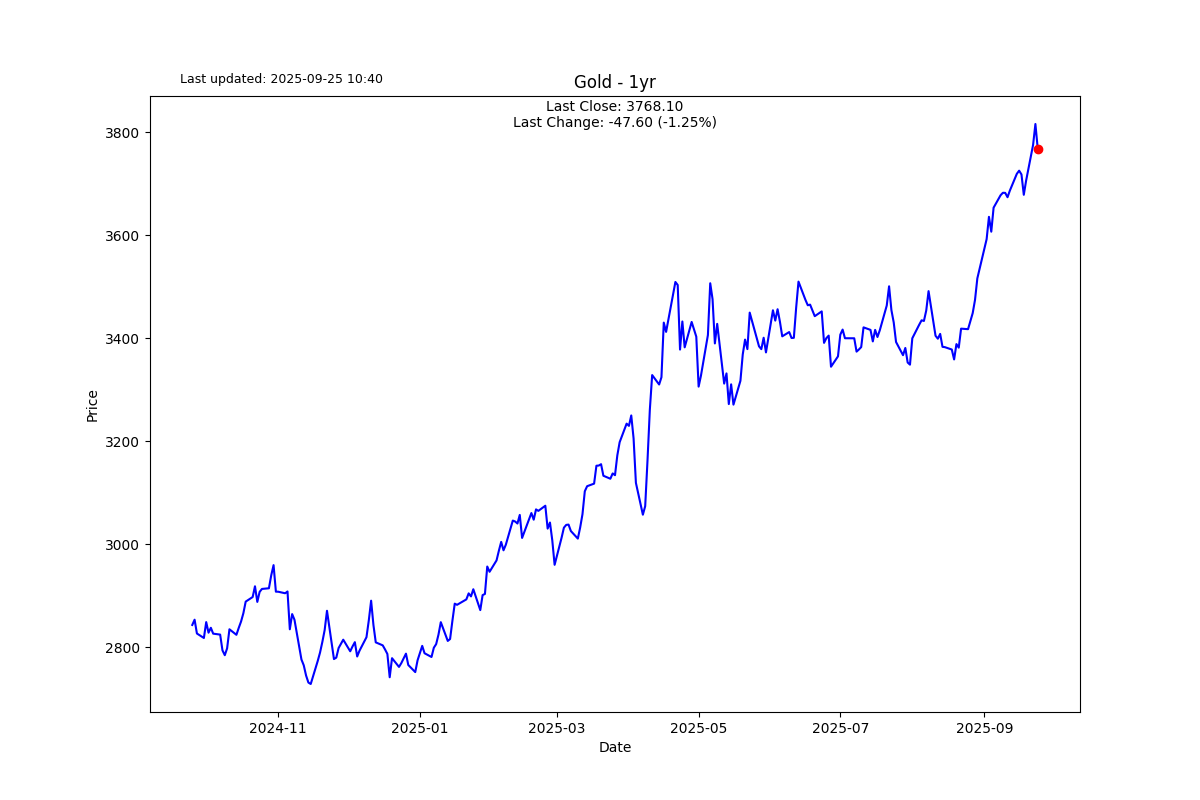 Last updated: 2025-09-25 10:40
Gold - 1yr
Last Close: 3768.10
Last Change: -47.60 (-1.25%)
3800
3600
3400
3200
3000
2800
Price
2024-11
2025-01
2025-03
2025-05
2025-07
2025-09
Date